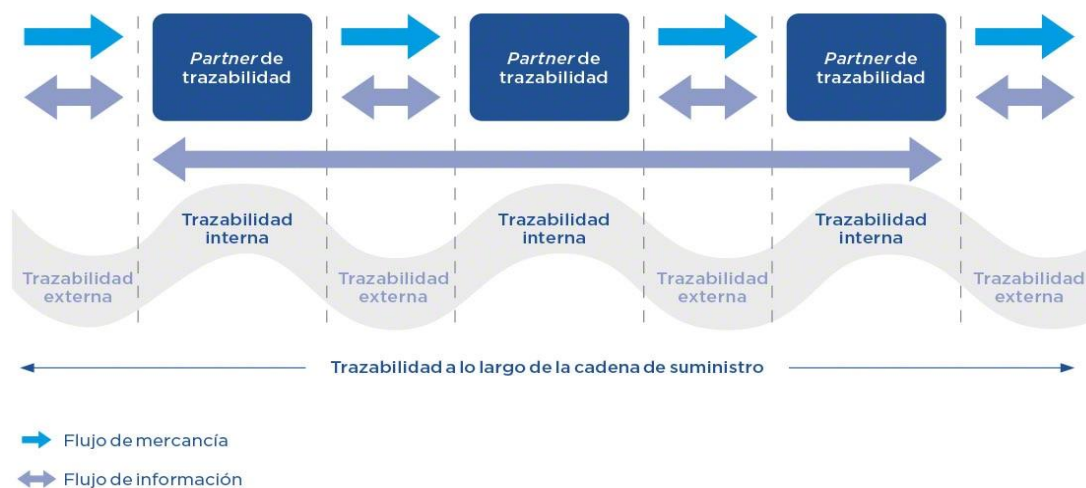 Partner de
trazabilidad
Partner de
trazabilidad
Partner de
trazabilidad
Trazabilidad
interna
Trazabilidad
interna
Trazabilidad
interna
Trazabilidad
externa
Trazabilidad
externa
Trazabilidad
externa
Trazabilidad
externa
Trazabilidad a lo largo de la cadena de suministro
Flujo de mercancía
Flujo de información